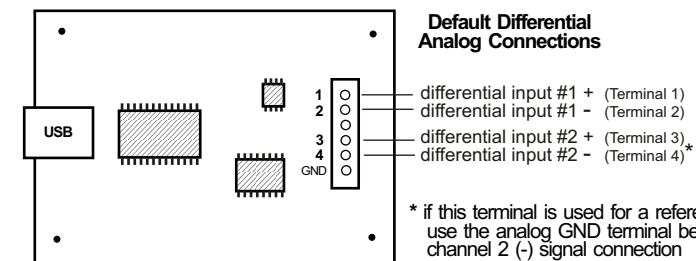 Default Differential
Analog Connections
USB
1
2
3
4
GND
differential input #1 + (Terminal 1)
differential input #1 - (Terminal 2)
differential input #2 + (Terminal 3)
differential input #2 - (Terminal 4)*
* if this terminal is used for a
use the analog GND terminal
channel 2 (-) signal connection